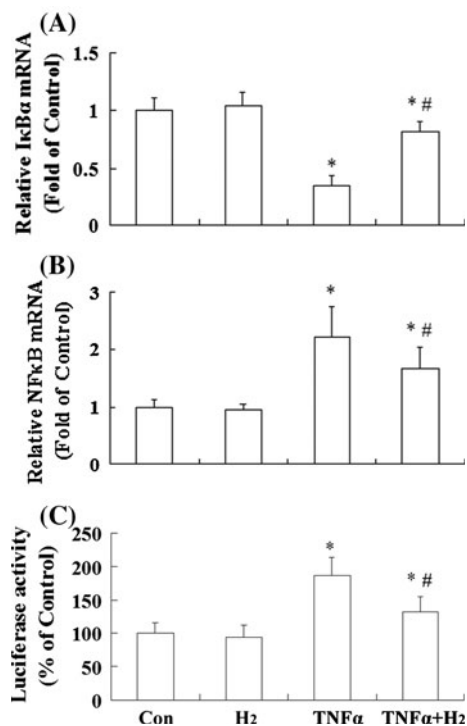 (A)
Relative IκBα mRNA
(Fold of Control)
1.5
1
0.5
0
*
* #
(B)
Relative NFκB mRNA
(Fold of Control)
3
2
1
0
*
* #
(C)
Luciferase activity
(% of Control)
250
200
150
100
50
0
*
* #
Con H2 TNFα TNFα+H2